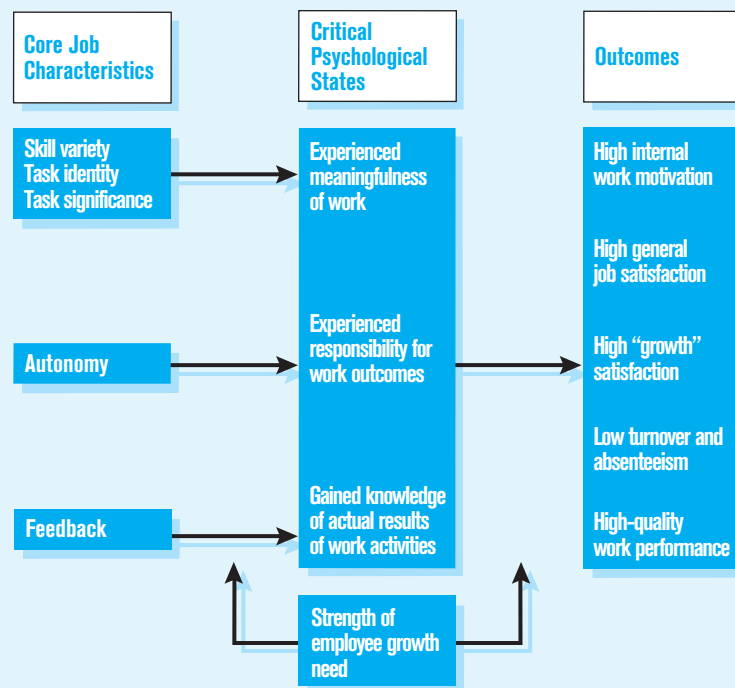 Core Job
Characteristics
Critical
Psychological
States
Outcomes
Skill variety
Task identity
Task significance
Experienced
meaningfulness
of work
High internal
work motivation
High general
job satisfaction
Autonomy
Experienced
responsibility for
work outcomes
High “growth”
satisfaction
Low turnover and
absenteeism
Feedback
Gained knowledge
of actual results
of work activities
High-quality
work performance
Strength of
employee growth
need